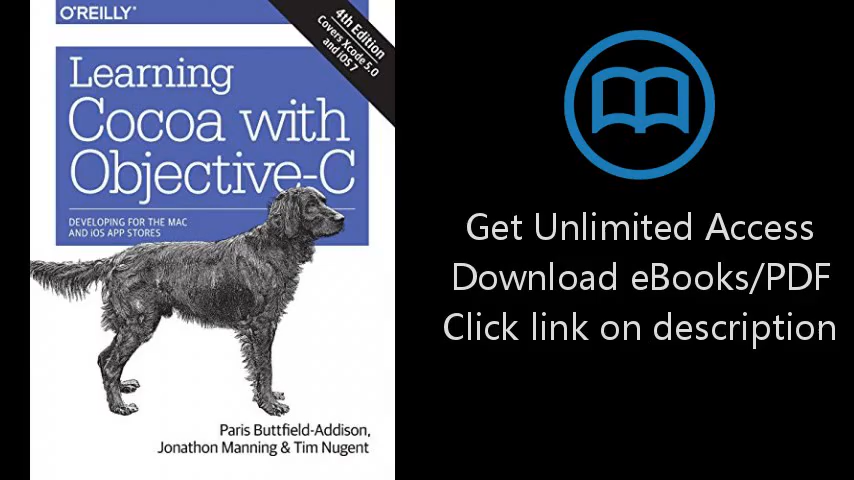 O'REILLY®
4th Edition
Covers Xcode 5.0
and iOS 7
Learning
Cocoa with
Objective-C
DEVELOPING FOR THE MAC
AND iOS APP STORES
Paris Buttfield-Addison,
Jonathon Manning & Tim Nugent
Get Unlimited Access
Download eBooks/PDF
Click link on description